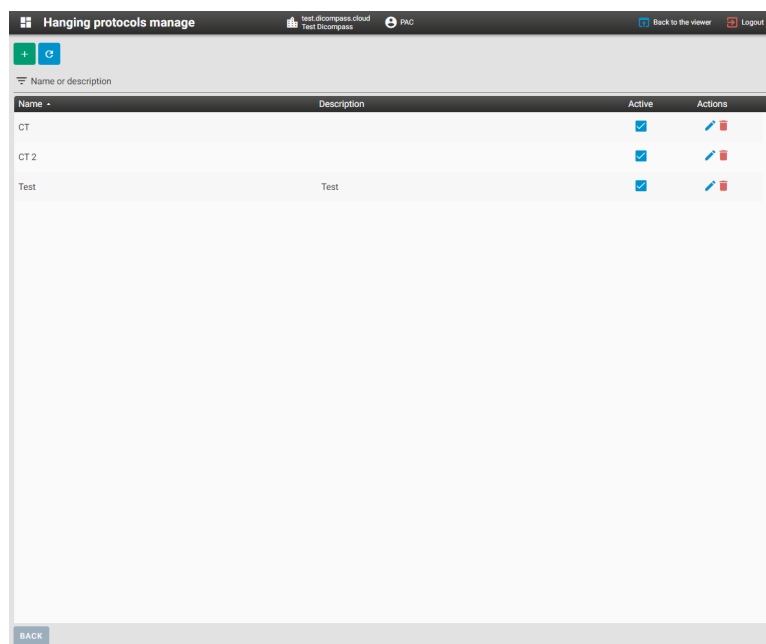 Hanging protocols manage
test.dicompass.cloud
Test Dicompass
PAC
Back to the viewer
Logout
Name or description
Name Description Active Actions
CT
CT 2
Test Test
BACK